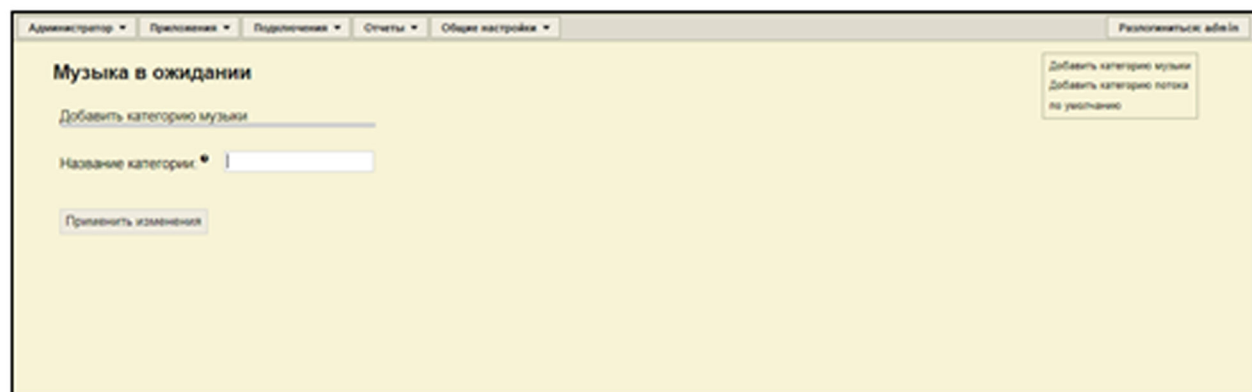 Администратор Приложения Подключения Отчеты Общие настройки Разлогиниться: admin
Музыка в ожидании
Добавить категорию музыки
Название категории: ?
Применить изменения
Добавить категорию музыки
Добавить категорию потока
по умолчанию